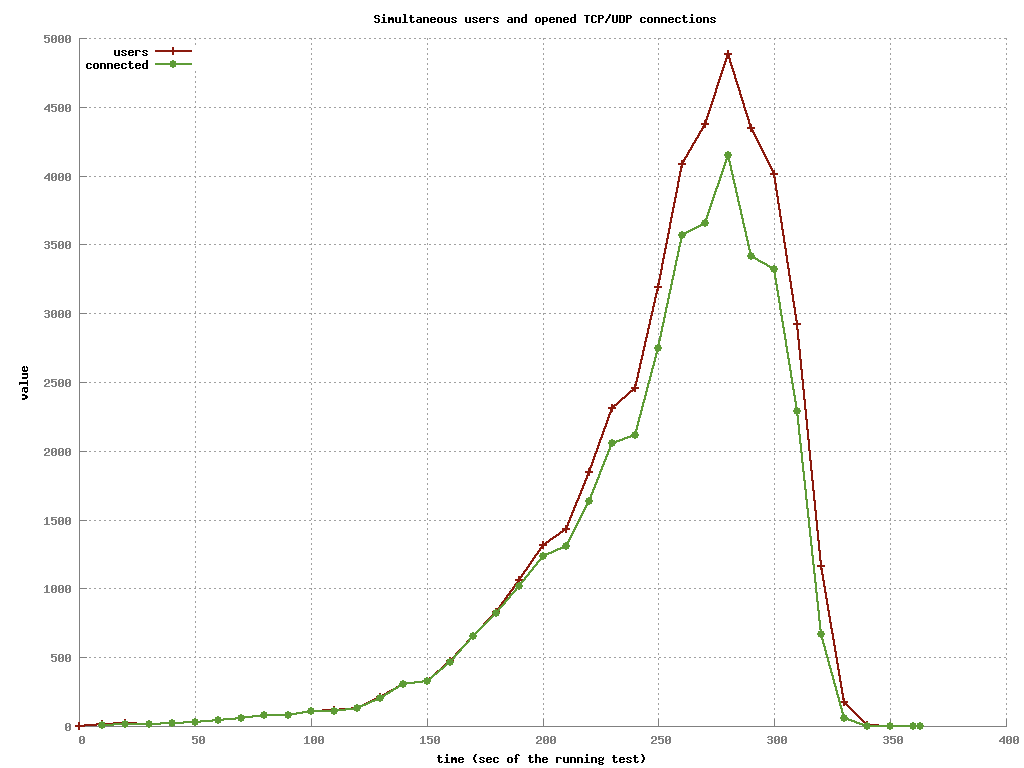 Simultaneous users and opened TCP/UDP connections
5000
users
connected
4500
4000
3500
3000
value
2500
2000
1500
1000
500
0
0 50 100 150 200 250 300 350 400
time (sec of the running test)